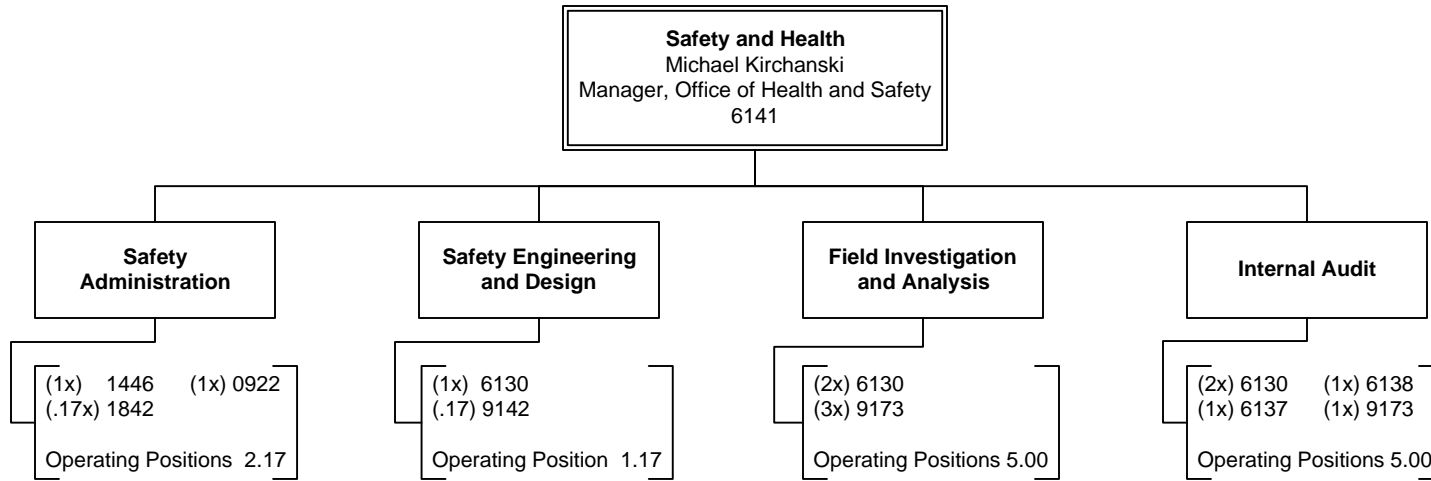 Safety and Health
Michael Kirchanski
Manager, Office of Health and Safety
6141
Safety
Administration
(1x) 1446 (1x) 0922
(.17x) 1842
Operating Positions 2.17
Safety Engineering
and Design
(1x) 6130
(.17) 9142
Operating Position 1.17
Field Investigation
and Analysis
(2x) 6130
(3x) 9173
Operating Positions 5.00
Internal Audit
(2x) 6130 (1x) 6138
(1x) 6137 (1x) 9173
Operating Positions 5.00